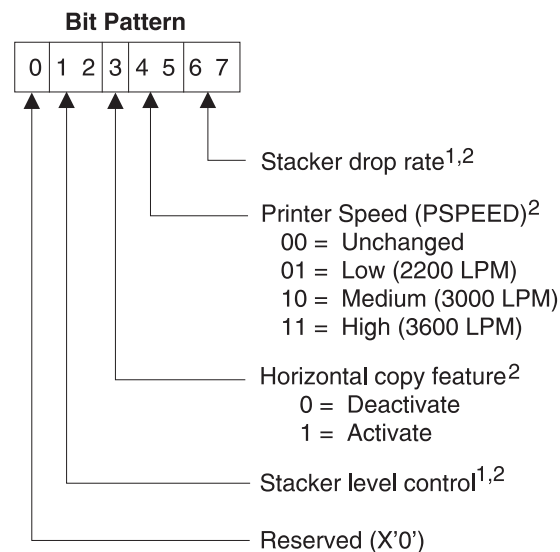 Bit Pattern
0 1 2 3 4 5 6 7
Stacker drop rate1,2
Printer Speed (PSPEED)2
00 = Unchanged
01 = Low (2200 LPM)
10 = Medium (3000 LPM)
11 = High (3600 LPM)
Horizontal copy feature2
0 = Deactivate
1 = Activate
Stacker level control1,2
Reserved (X'0')